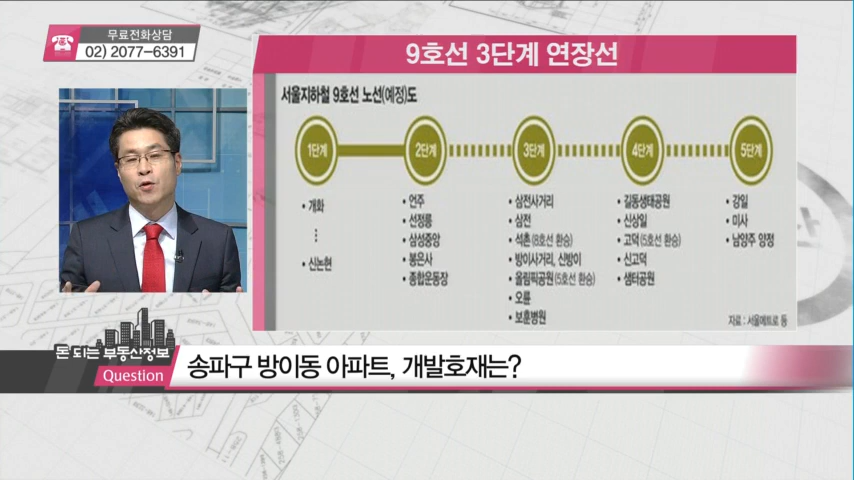 무료전화상담
02) 2077-6391
9호선 3단계 연장선
서울지하철 9호선 노선(예정)도
1단계
2단계
3단계
4단계
5단계
• 개화
⋮
• 신논현
• 언주
• 선정릉
• 삼성중앙
• 봉은사
• 종합운동장
• 삼전사거리
• 삼전
• 석촌(8호선 환승)
• 방이사거리, 신방이
• 올림픽공원(5호선 환승)
• 오륜
• 보훈병원
• 길동생태공원
• 신상일
• 고덕(5호선 환승)
• 신고덕
• 샘터공원
• 강일
• 미사
• 남양주 양정
자료 : 서울메트로 등
돈 되는 부동산정보
Question
송파구 방이동 아파트, 개발호재는?